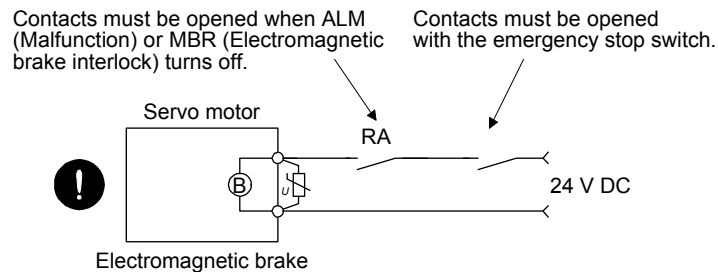 Contacts must be opened when ALM
(Malfunction) or MBR (Electromagnetic
brake interlock) turns off.
Contacts must be opened
with the emergency stop switch.
Servo motor
RA
B
U
24 V DC
Electromagnetic brake